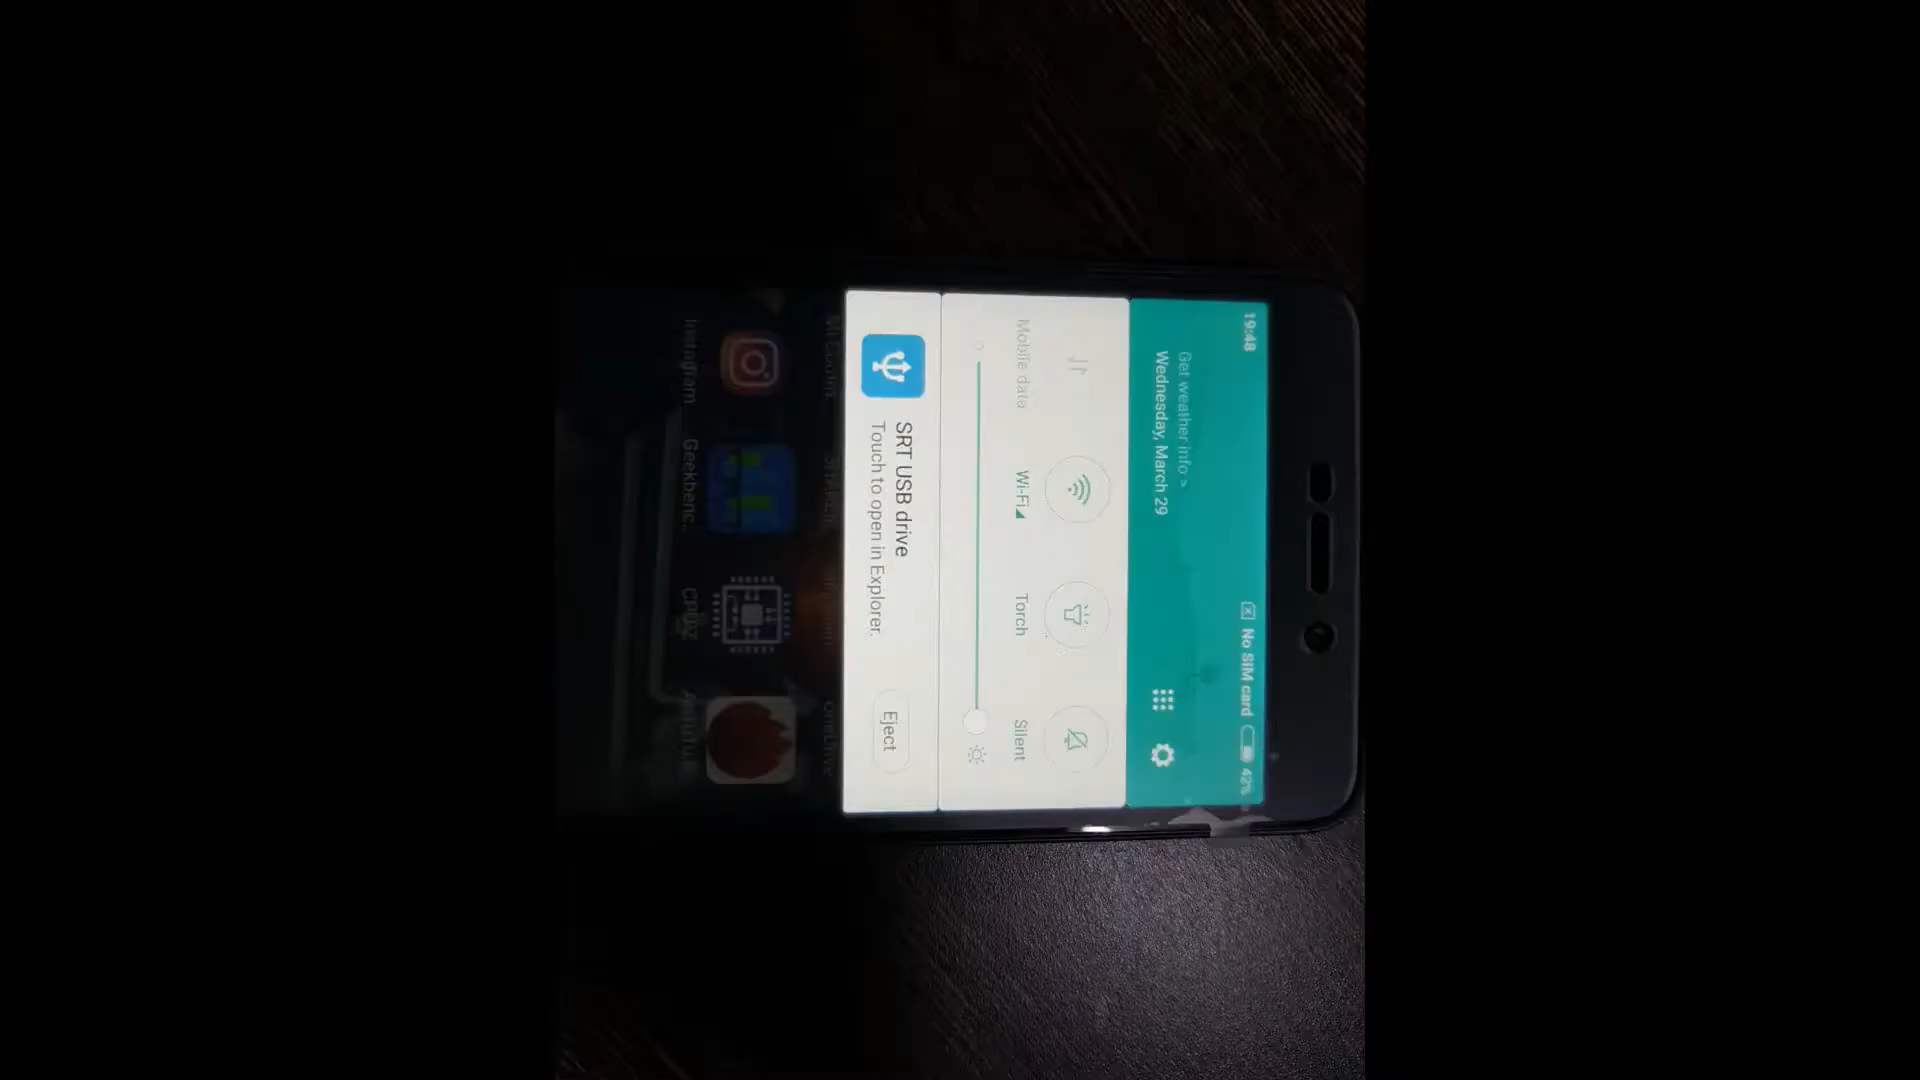 19:48
No SIM card 42%
Get weather info >
Wednesday, March 29
Mobile data Wi-Fi Torch Silent
SRT USB drive
Touch to open in Explorer.
Eject
OneDrive
Instagram Geekbenc.. CPU-Z